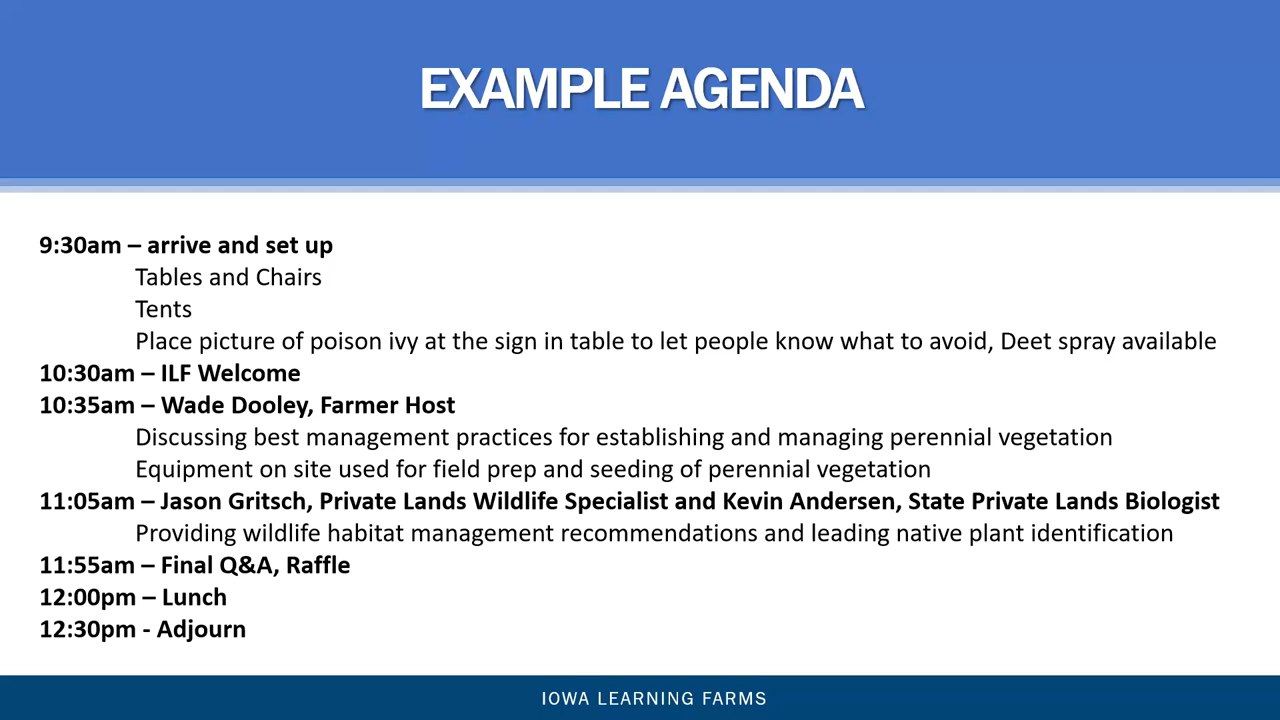 EXAMPLE AGENDA
9:30am – arrive and set up
Tables and Chairs
Tents
Place picture of poison ivy at the sign in table to let people know what to avoid, Deet spray available
10:30am – ILF Welcome
10:35am – Wade Dooley, Farmer Host
Discussing best management practices for establishing and managing perennial vegetation
Equipment on site used for field prep and seeding of perennial vegetation
11:05am – Jason Gritsch, Private Lands Wildlife Specialist and Kevin Andersen, State Private Lands Biologist
Providing wildlife habitat management recommendations and leading native plant identification
11:55am – Final Q&A, Raffle
12:00pm – Lunch
12:30pm - Adjourn
IOWA LEARNING FARMS